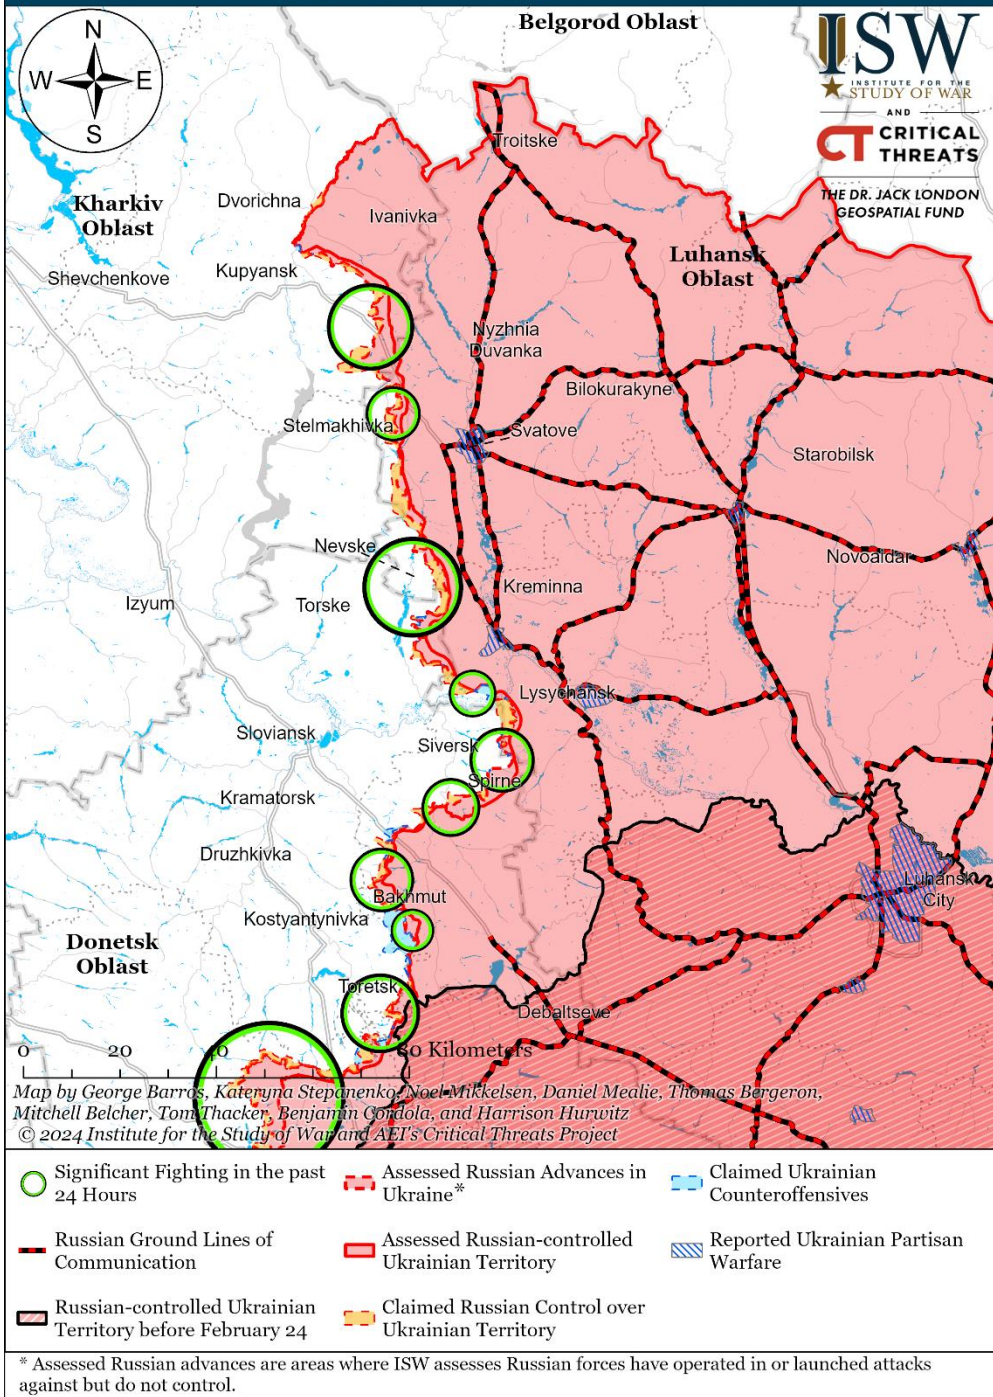 Belgorod Oblast
N
W
E
S
ISW
INSTITUTE FOR THE
STUDY OF WAR
AND
CT CRITICAL
THREATS
THE DR. JACK LONDON
GEOSPATIAL FUND
Troitske
Dvorichna
Kharkiv
Oblast
Ivanivka
Shevchenkove
Kupyansk
Luhansk
Oblast
Nyzhnia
Duvanka
Bilokurakyne
Stelmakhivka
Svatove
Starobilsk
Nevske
Novoaldar
Izyum
Torske
Kreminna
Lysychansk
Sloviansk
Siversk
Spirne
Kramatorsk
Druzhkivka
Bakhmut
Luhansk
City
Kostyantynivka
Donetsk
Oblast
Toretsk
Debaltseve
0
20
40
80 Kilometers
Map by George Barros, Kateryna Stepanenko, Noel Mikkelsen, Daniel Mealie, Thomas Bergeron,
Mitchell Belcher, Tom Thacker, Benjamin Cordola, and Harrison Hurwitz
© 2024 Institute for the Study of War and AEI's Critical Threats Project
Significant Fighting in the past
24 Hours
Assessed Russian Advances in
Ukraine*
Claimed Ukrainian
Counteroffensives
Russian Ground Lines of
Communication
Assessed Russian-controlled
Ukrainian Territory
Reported Ukrainian Partisan
Warfare
Russian-controlled Ukrainian
Territory before February 24
Claimed Russian Control over
Ukrainian Territory
* Assessed Russian advances are areas where ISW assesses Russian forces have operated in or launched attacks
against but do not control.